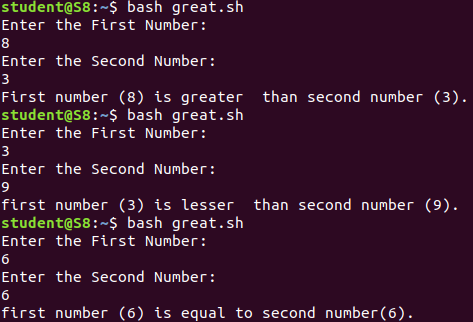 student@S8:~$ bash great.sh
Enter the First Number:
8
Enter the Second Number:
3
First number (8) is greater  than second number (3).
student@S8:~$ bash great.sh
Enter the First Number:
3
Enter the Second Number:
9
first number (3) is lesser  than second number (9).
student@S8:~$ bash great.sh
Enter the First Number:
6
Enter the Second Number:
6
first number (6) is equal to second number(6).